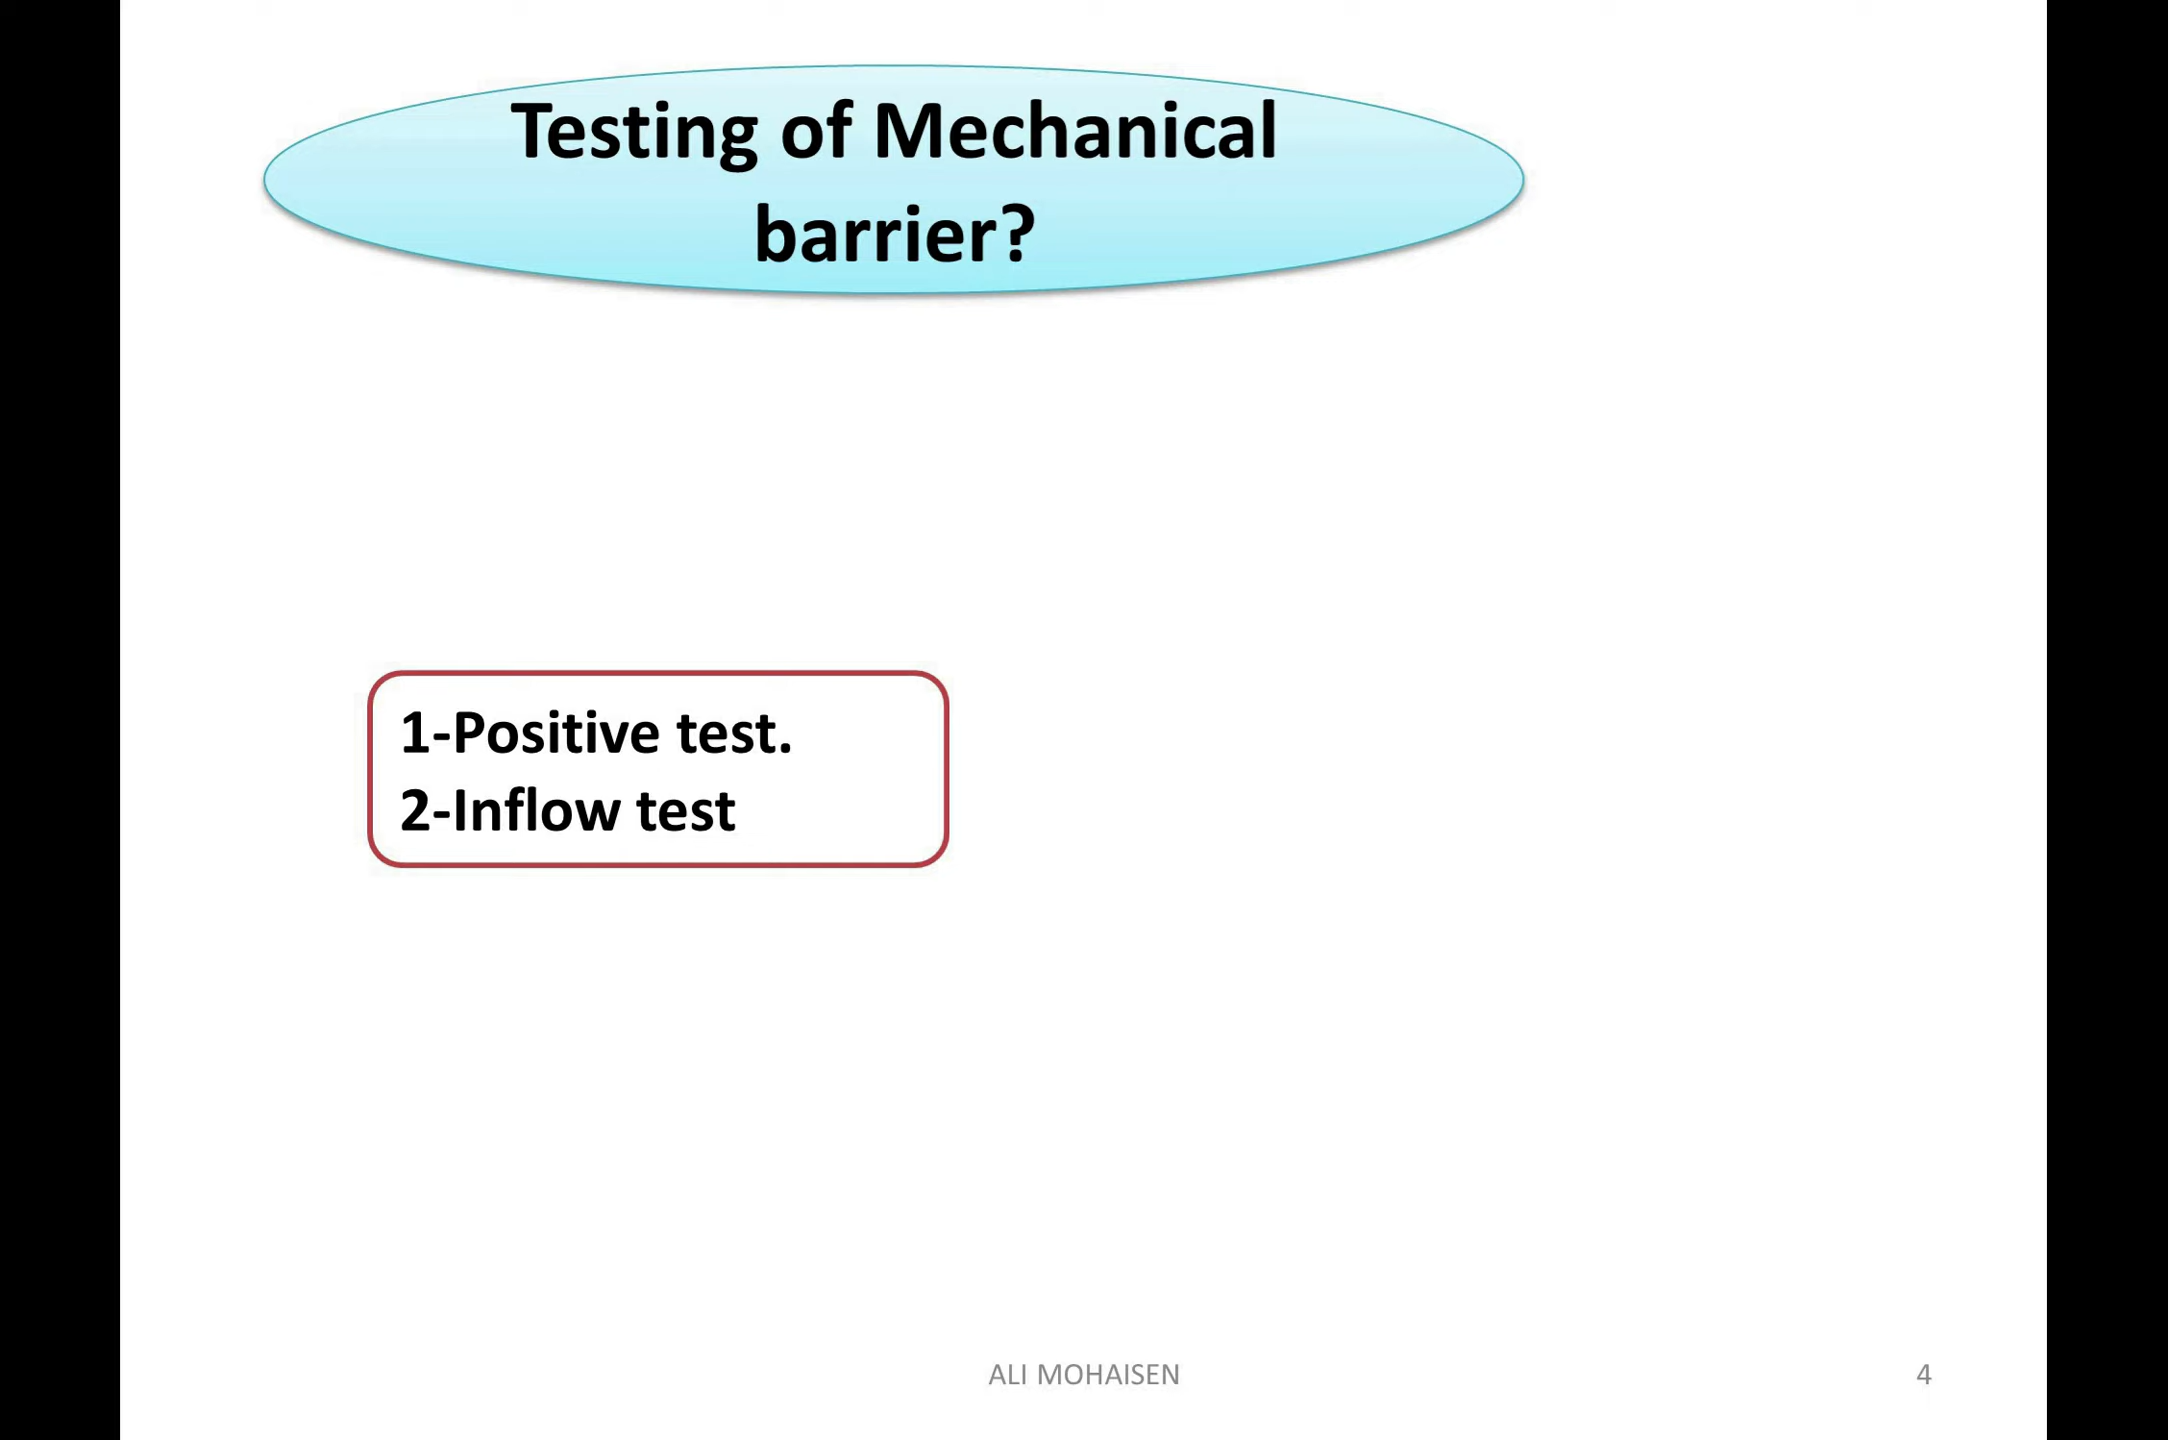 Testing of Mechanical
barrier?
1-Positive test.
2-Inflow test
ALI MOHAISEN
4